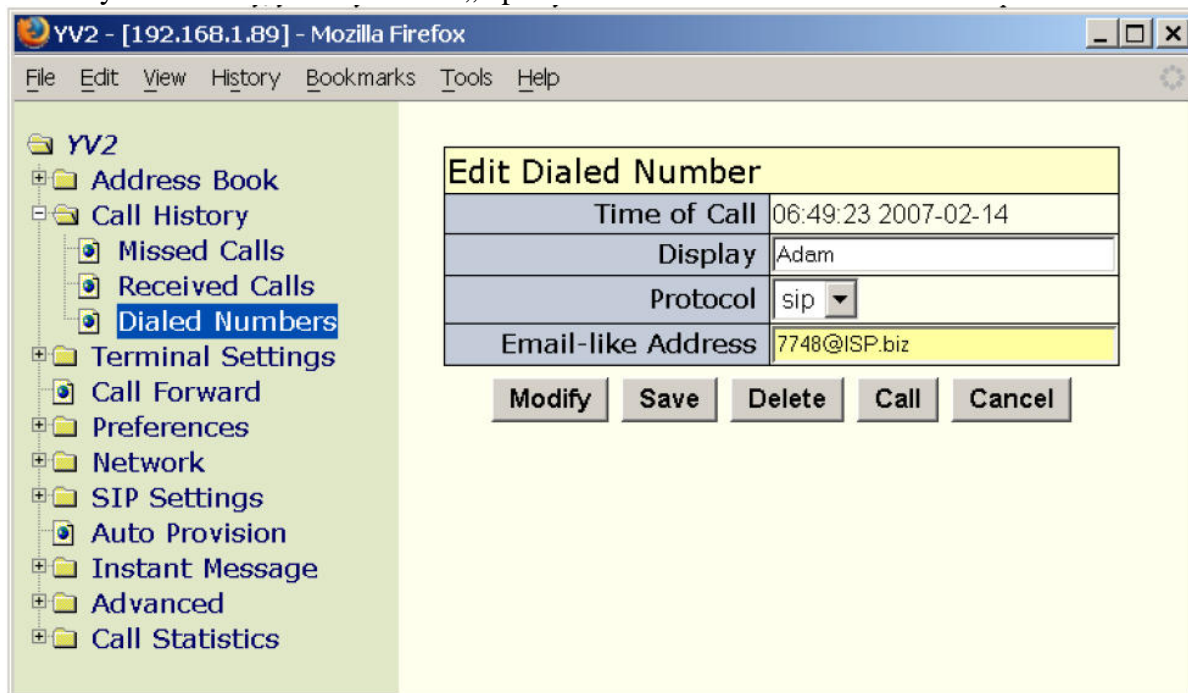 YV2 - [192.168.1.89] - Mozilla Firefox
File Edit View History Bookmarks Tools Help
YV2
Address Book
Call History
Missed Calls
Received Calls
Dialed Numbers
Terminal Settings
Call Forward
Preferences
Network
SIP Settings
Auto Provision
Instant Message
Advanced
Call Statistics
Edit Dialed Number
Time of Call 06:49:23 2007-02-14
Display Adam
Protocol sip
Email-like Address 7748@ISP.biz
Modify Save Delete Call Cancel